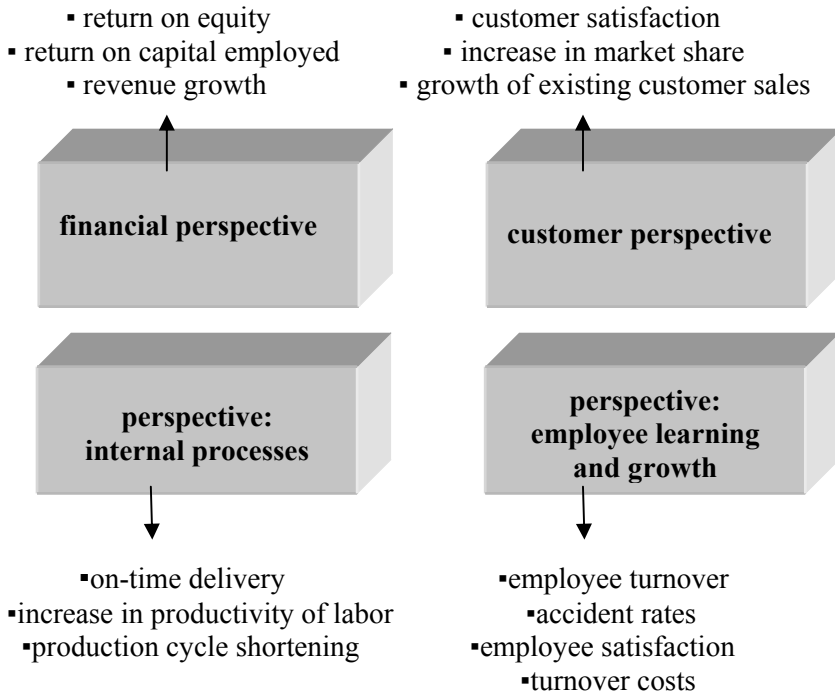 ▪ return on equity
▪ return on capital employed
▪ revenue growth
▪ customer satisfaction
▪ increase in market share
▪ growth of existing customer sales
financial perspective
customer perspective
perspective:
internal processes
perspective:
employee learning
and growth
▪on-time delivery
▪increase in productivity of labor
▪production cycle shortening
▪employee turnover
▪accident rates
▪employee satisfaction
▪turnover costs